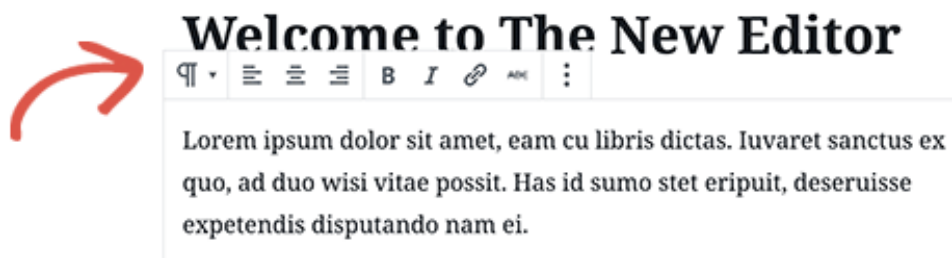 Welcome to The New Editor
B I ABC
Lorem ipsum dolor sit amet, eam cu libris dictas. Iuvaret sanctus ex
quo, ad duo wisi vitae possit. Has id sumo stet eripuit, deseruisse
expetendis disputando nam ei.